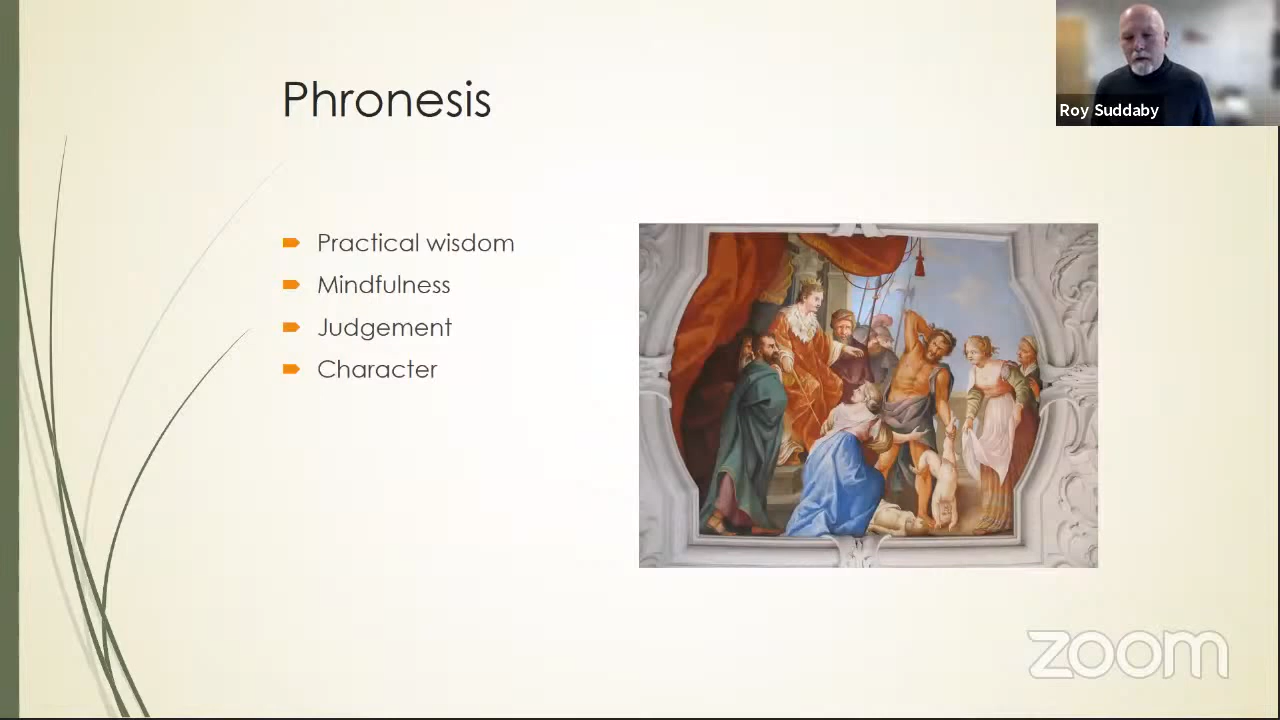 Phronesis
Roy Suddaby
Practical wisdom
Mindfulness
Judgement
Character
zoom